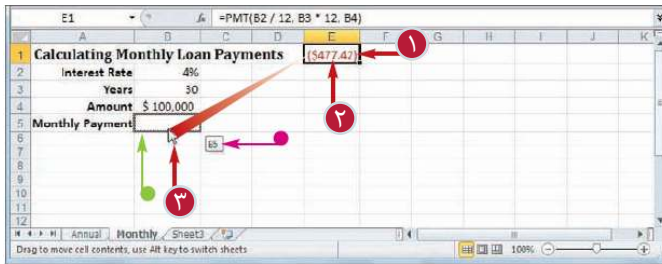 E1 fx =PMT(B2 / 12, B3 * 12, B4)
A B C D E F G H I J K
1 Calculating Monthly Loan Payments ($477.42) ١
2 Interest Rate 4%
3 Years 30 ٢
4 Amount $ 100,000
5 Monthly Payment
6 E5
7
8
9 ٣
10
11
12
Annual Monthly Sheet3
Drag to move cell contents, use Alt key to switch sheets 100%